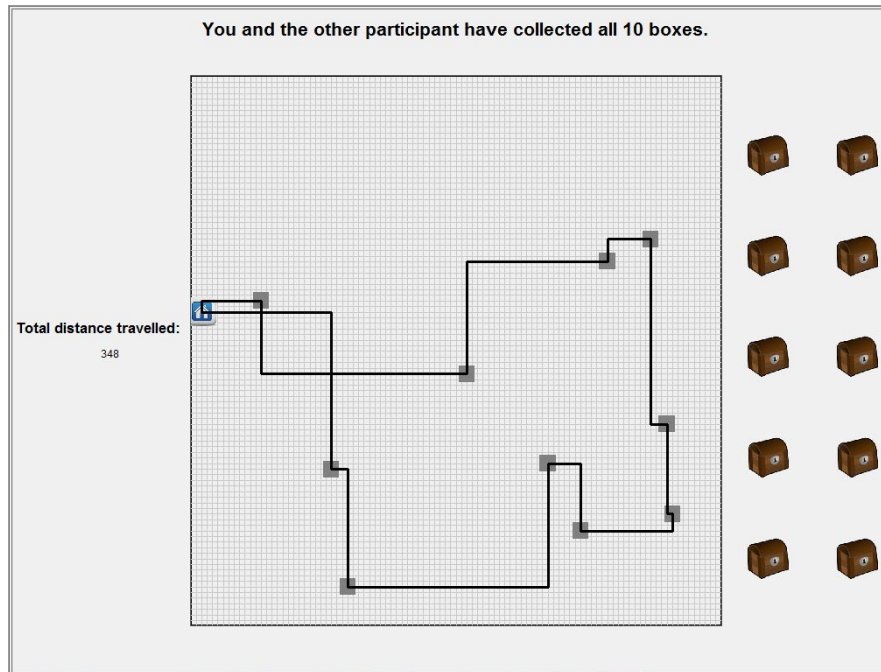 You and the other participant have collected all 10 boxes.
Total distance travelled:
348